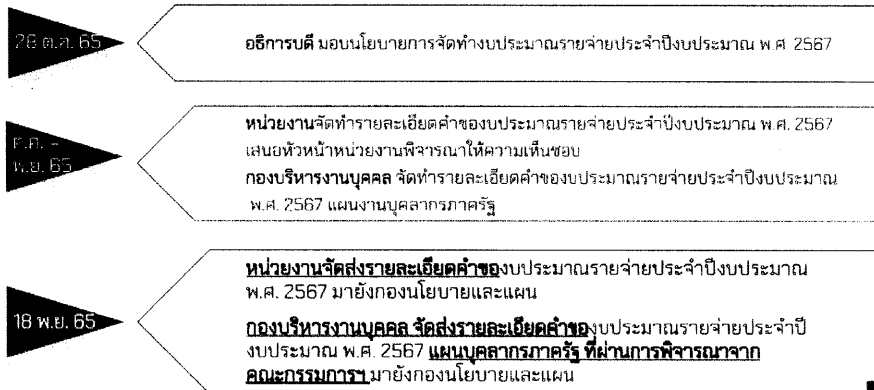 26 ต.ค. 65
อธิการบดี มอบนโยบายการจัดทำงบประมาณรายจ่ายประจำปีงบประมาณ พ.ศ 2567
ต.ค. –
พ.ย. 65
หน่วยงานจัดทำรายละเอียดคำของบประมาณรายจ่ายประจำปีงบประมาณ พ.ศ. 2567
เสนอหัวหน้าหน่วยงานพิจารณาให้ความเห็นชอบ
กองบริหารงานบุคคล จัดทำรายละเอียดคำของบประมาณรายจ่ายประจำปีงบประมาณ
พ.ศ. 2567 แผนงานบุคลากรภาครัฐ
18 พ.ย. 65
หน่วยงานจัดส่งรายละเอียดคำของบประมาณรายจ่ายประจำปีงบประมาณ
พ.ศ. 2567 มายังกองนโยบายและแผน
กองบริหารงานบุคคล จัดส่งรายละเอียดคำของบประมาณรายจ่ายประจำปี
งบประมาณ พ.ศ. 2567 แผนบุคลากรภาครัฐ ที่ผ่านการพิจารณาจาก
คณะกรรมการฯ มายังกองนโยบายและแผน